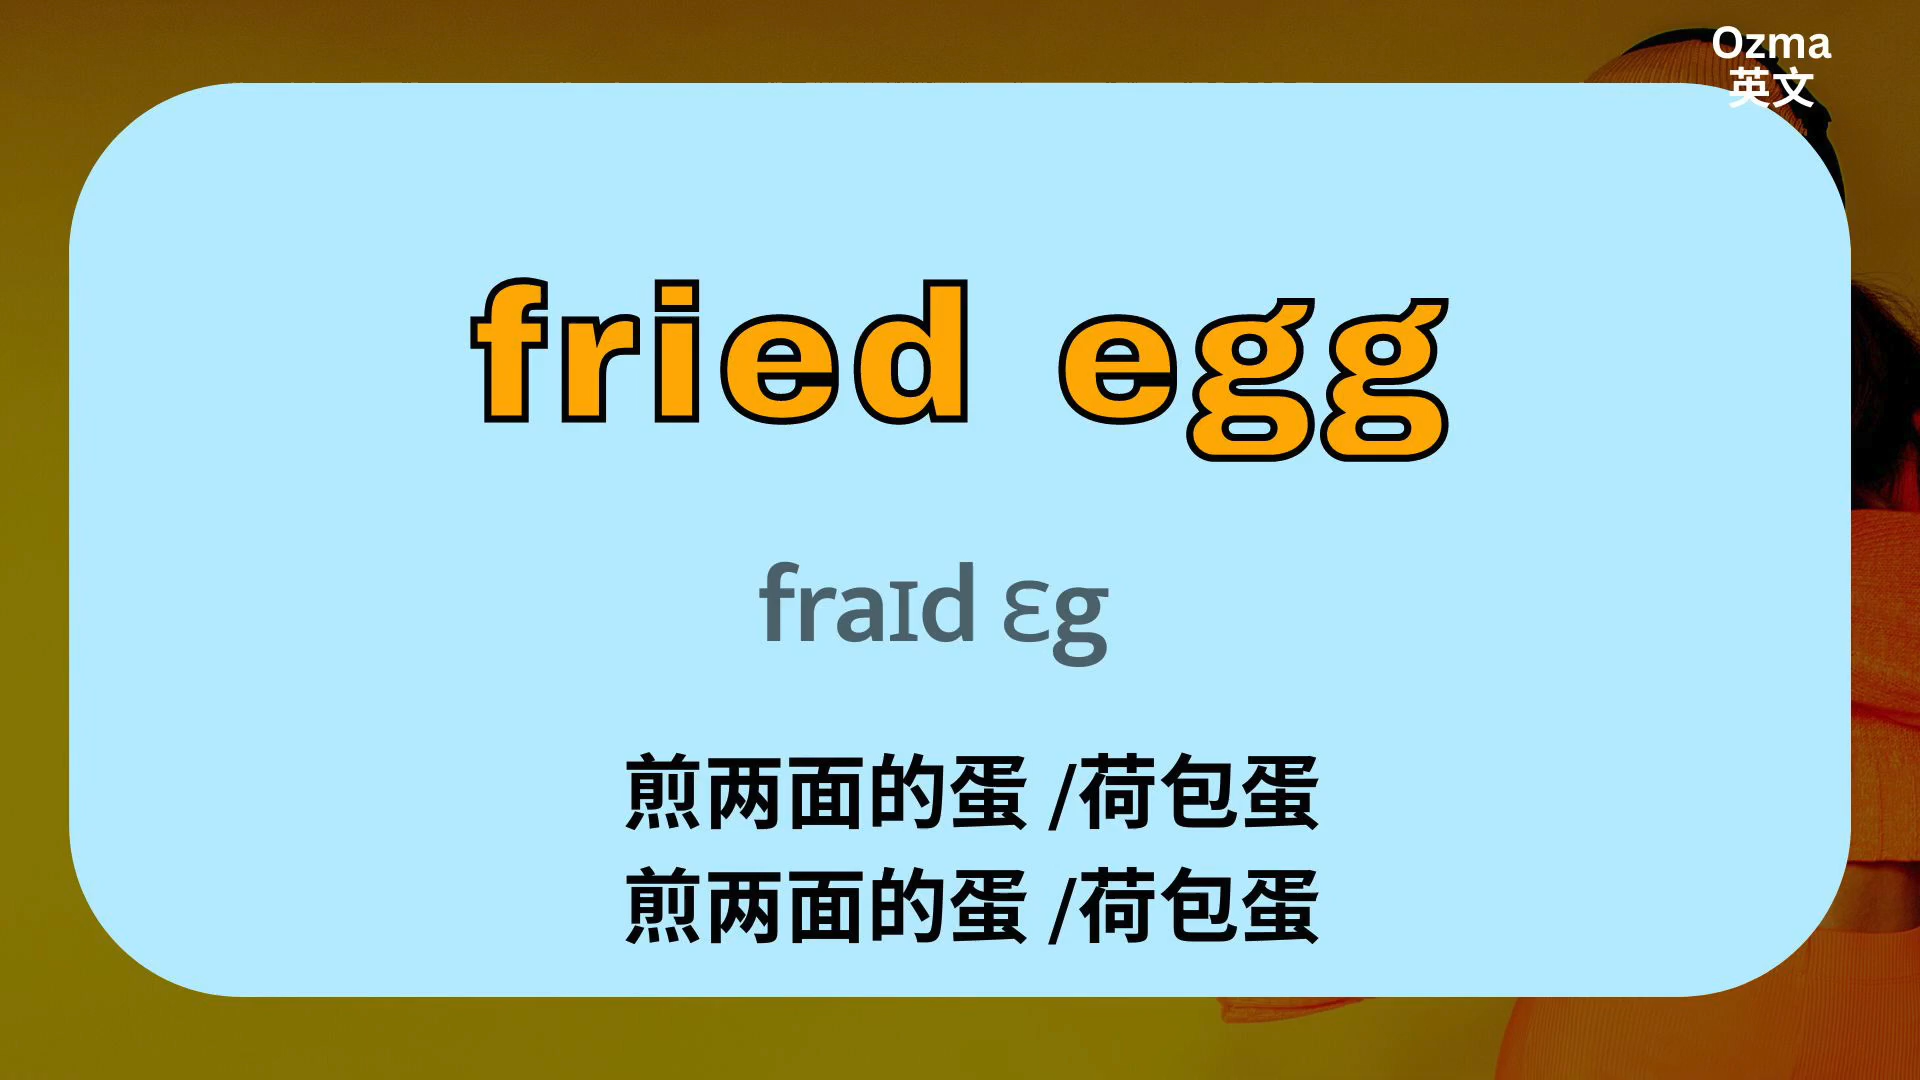 Ozma
英文
fried egg
fraɪd ɛg
煎两面的蛋 /荷包蛋
煎两面的蛋 /荷包蛋